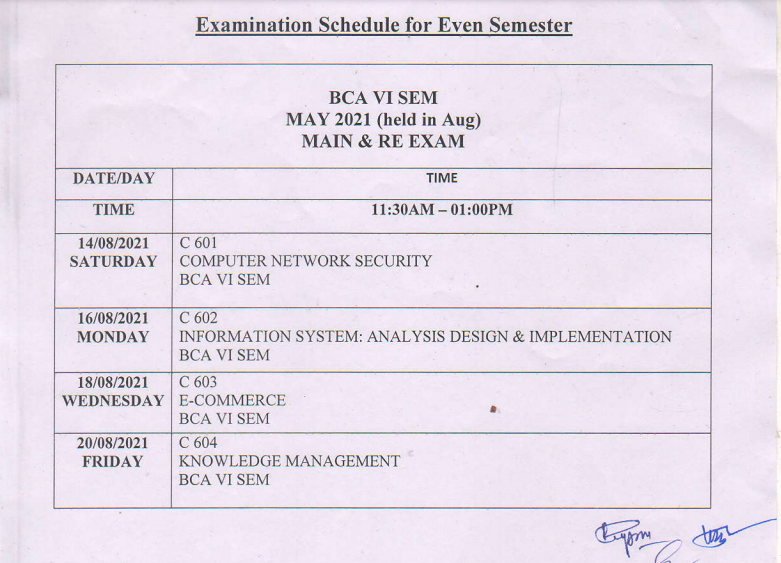 Examination Schedule for Even Semester
BCA VI SEM
MAY 2021 (held in Aug)
MAIN & RE EXAM
DATE/DAY TIME
TIME 11:30AM – 01:00PM
14/08/2021 C 601
SATURDAY COMPUTER NETWORK SECURITY
BCA VI SEM
16/08/2021 C 602
MONDAY INFORMATION SYSTEM: ANALYSIS DESIGN & IMPLEMENTATION
BCA VI SEM
18/08/2021 C 603
WEDNESDAY E-COMMERCE
BCA VI SEM
20/08/2021 C 604
FRIDAY KNOWLEDGE MANAGEMENT
BCA VI SEM